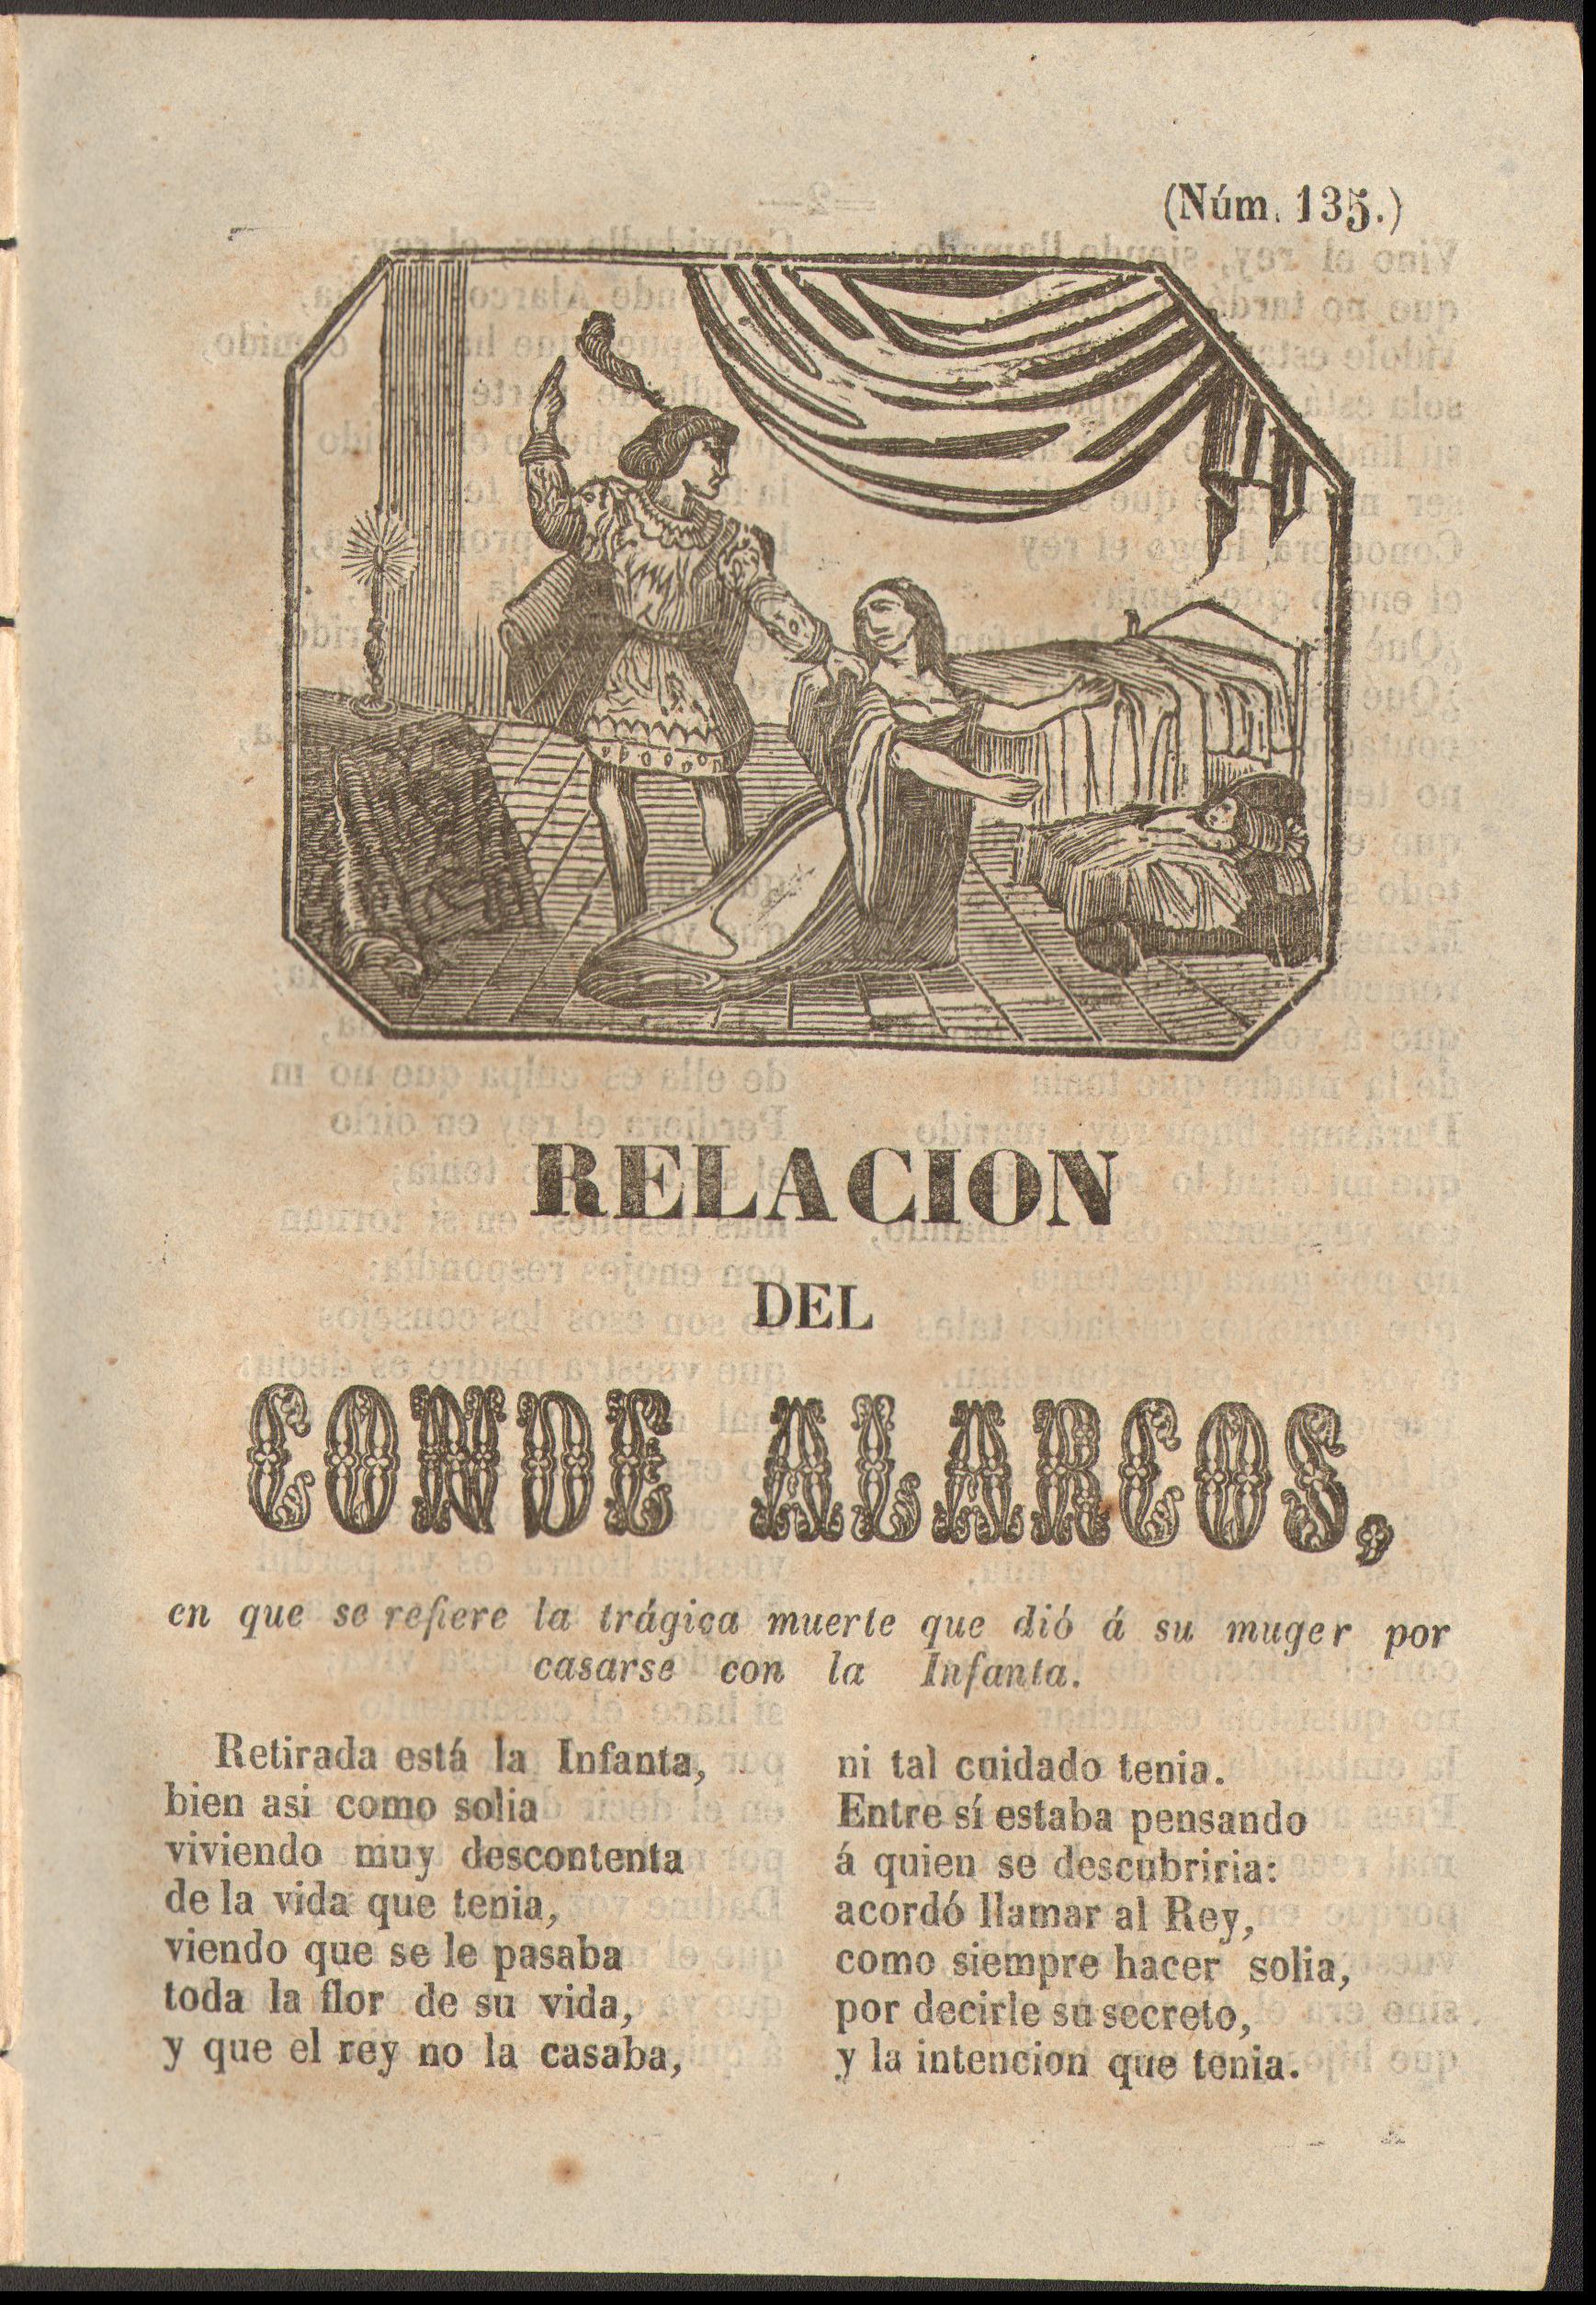 (Núm. 135.)
RELACION
DEL
CONDE ALARCOS,
en que se refiere la trágica muerte que dió á su muger por
casarse con la Infanta.
Retirada está la Infanta,
bien asi como solia
viviendo muy descontenta
de la vida que tenia,
viendo que se le pasaba
toda la flor de su vida,
y que el rey no la casaba,
ni tal cuidado tenia.
Entre sí estaba pensando
á quien se descubriria:
acordó llamar al Rey,
como siempre hacer solia,
por decirle su secreto,
y la intencion que tenia.